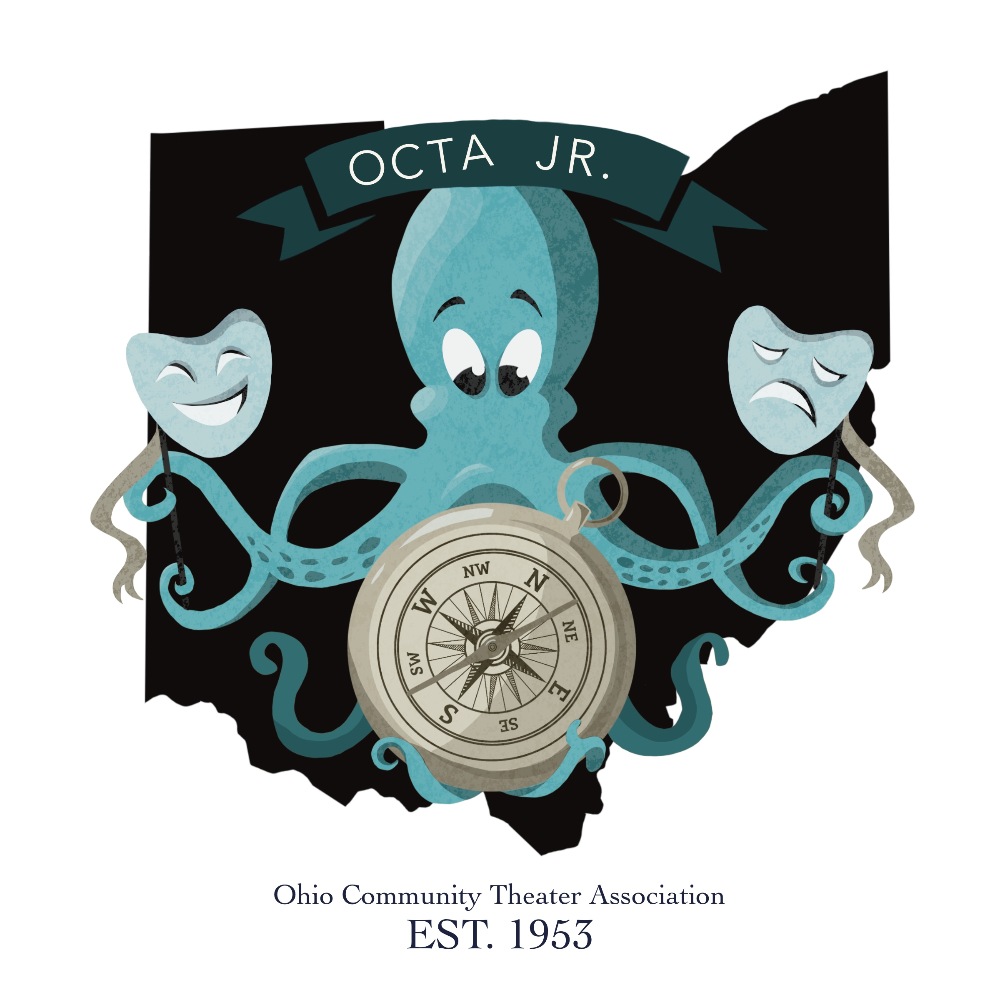 OCTA JR.
NW
N
W
NE
SW
E
S
SE
Ohio Community Theater Association
EST. 1953